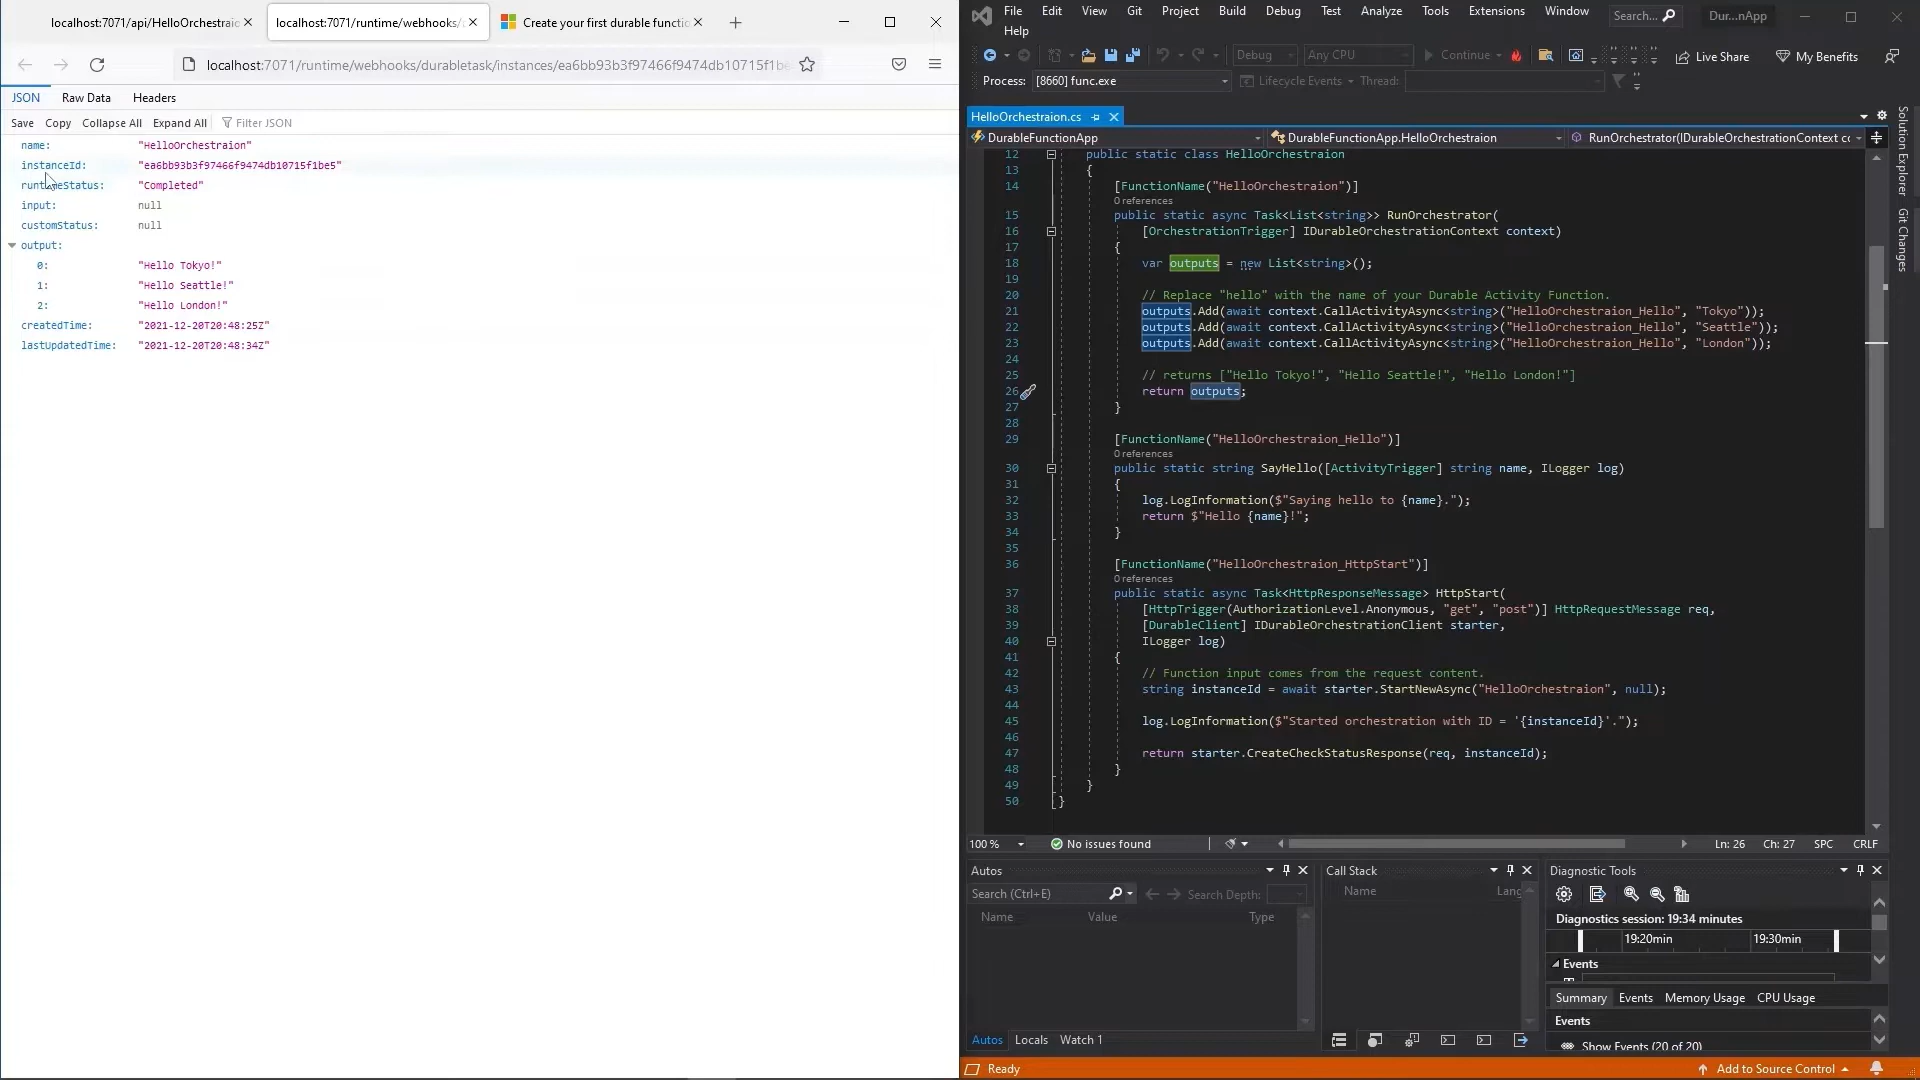 localhost:7071/api/HelloOrchestraio
localhost:7071/runtime/webhooks/
Create your first durable functio
localhost:7071/runtime/webhooks/durabletask/instances/ea6bb93b3f97466f9474db10715f1be
JSON Raw Data Headers
Save Copy Collapse All Expand All Filter JSON
name: "HelloOrchestraion"
instanceId: "ea6bb93b3f97466f9474db10715f1be5"
runtimeStatus: "Completed"
input: null
customStatus: null
output:
0: "Hello Tokyo!"
1: "Hello Seattle!"
2: "Hello London!"
createdTime: "2021-12-20T20:48:25Z"
lastUpdatedTime: "2021-12-20T20:48:34Z"
File Edit View Git Project Build Debug Test Analyze Tools Extensions Window Search... Dur...nApp
Help
Debug Any CPU Continue Live Share My Benefits
Process: [8660] func.exe Lifecycle Events Thread:
HelloOrchestraion.cs
DurableFunctionApp DurableFunctionApp.HelloOrchestraion RunOrchestrator(IDurableOrchestrationContext cc
12 public static class HelloOrchestraion
13 {
14 [FunctionName("HelloOrchestraion")]
0 references
15 public static async Task<List<string>> RunOrchestrator(
16 [OrchestrationTrigger] IDurableOrchestrationContext context)
17 {
18 var outputs = new List<string>();
19
20 // Replace "hello" with the name of your Durable Activity Function.
21 outputs.Add(await context.CallActivityAsync<string>("HelloOrchestraion_Hello", "Tokyo"));
22 outputs.Add(await context.CallActivityAsync<string>("HelloOrchestraion_Hello", "Seattle"));
23 outputs.Add(await context.CallActivityAsync<string>("HelloOrchestraion_Hello", "London"));
24
25 // returns ["Hello Tokyo!", "Hello Seattle!", "Hello London!"]
26 return outputs;
27 }
28
29 [FunctionName("HelloOrchestraion_Hello")]
0 references
30 public static string SayHello([ActivityTrigger] string name, ILogger log)
31 {
32 log.LogInformation($"Saying hello to {name}.");
33 return $"Hello {name}!";
34 }
35
36 [FunctionName("HelloOrchestraion_HttpStart")]
0 references
37 public static async Task<HttpResponseMessage> HttpStart(
38 [HttpTrigger(AuthorizationLevel.Anonymous, "get", "post")] HttpRequestMessage req,
39 [DurableClient] IDurableOrchestrationClient starter,
40 ILogger log)
41 {
42 // Function input comes from the request content.
43 string instanceId = await starter.StartNewAsync("HelloOrchestraion", null);
44
45 log.LogInformation($"Started orchestration with ID = '{instanceId}'.");
46
47 return starter.CreateCheckStatusResponse(req, instanceId);
48 }
49 }
50 }
Solution Explorer
Git Changes
100 % No issues found Ln: 26 Ch: 27 SPC CRLF
Autos
Search (Ctrl+E) Search Depth:
Name Value Type
Autos Locals Watch 1
Call Stack
Name Lang
Diagnostic Tools
Diagnostics session: 19:34 minutes
19:20min 19:30min
Events
Summary Events Memory Usage CPU Usage
Events
Show Events (20 of 20)
Ready Add to Source Control